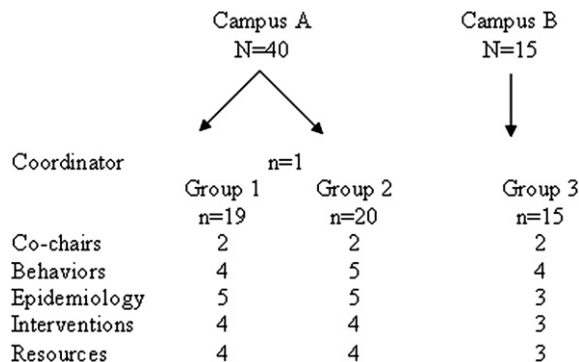 Campus A Campus B
N=40 N=15
Coordinator n=1
Group 1 Group 2 Group 3
n=19 n=20 n=15
Co-chairs 2 2 2
Behaviors 4 5 4
Epidemiology 5 5 3
Interventions 4 4 3
Resources 4 4 3